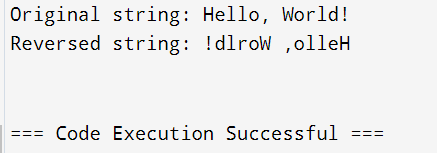 Original string: Hello, World!
Reversed string: !dlroW ,olleH
=== Code Execution Successful ===